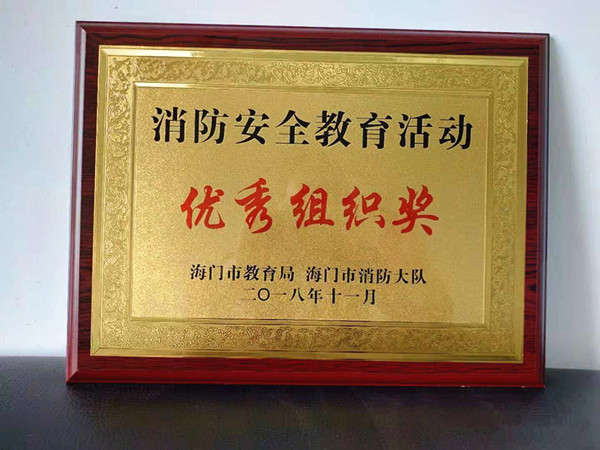 消防安全教育活动
优秀组织奖
海门市教育局 海门市消防大队
二〇一八年十一月